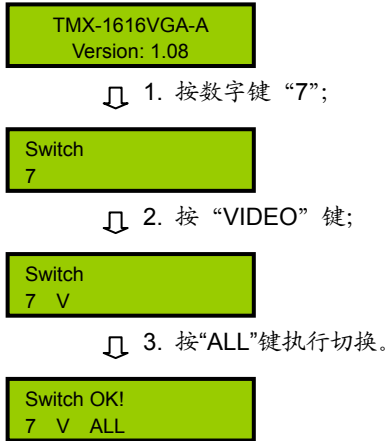 TMX-1616VGA-A
Version: 1.08
1. 按数字键“7”;
Switch
7
2. 按“VIDEO”键;
Switch
7 V
3. 按“ALL”键执行切换。
Switch OK!
7 V ALL